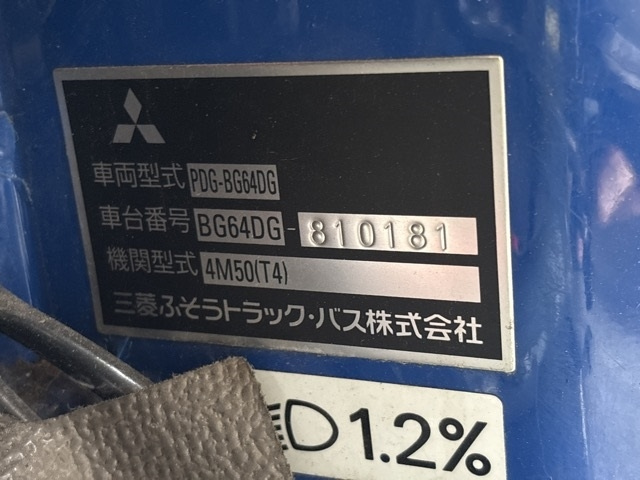 車両型式 PDG-BG64DG
車台番号 BG64DG-810181
機関型式 4M50(T4)
三菱ふそうトラック・バス株式会社
1.2%